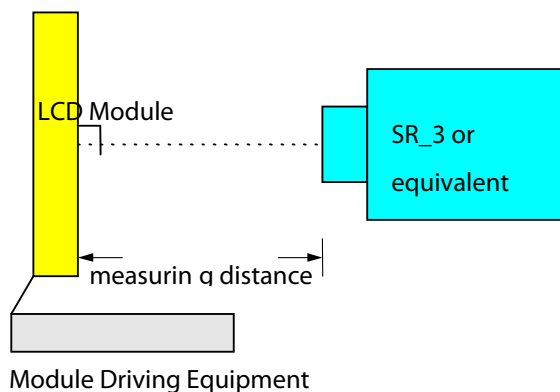 LCD Module
SR_3 or
equivalent
measurin g distance
Module Driving Equipment